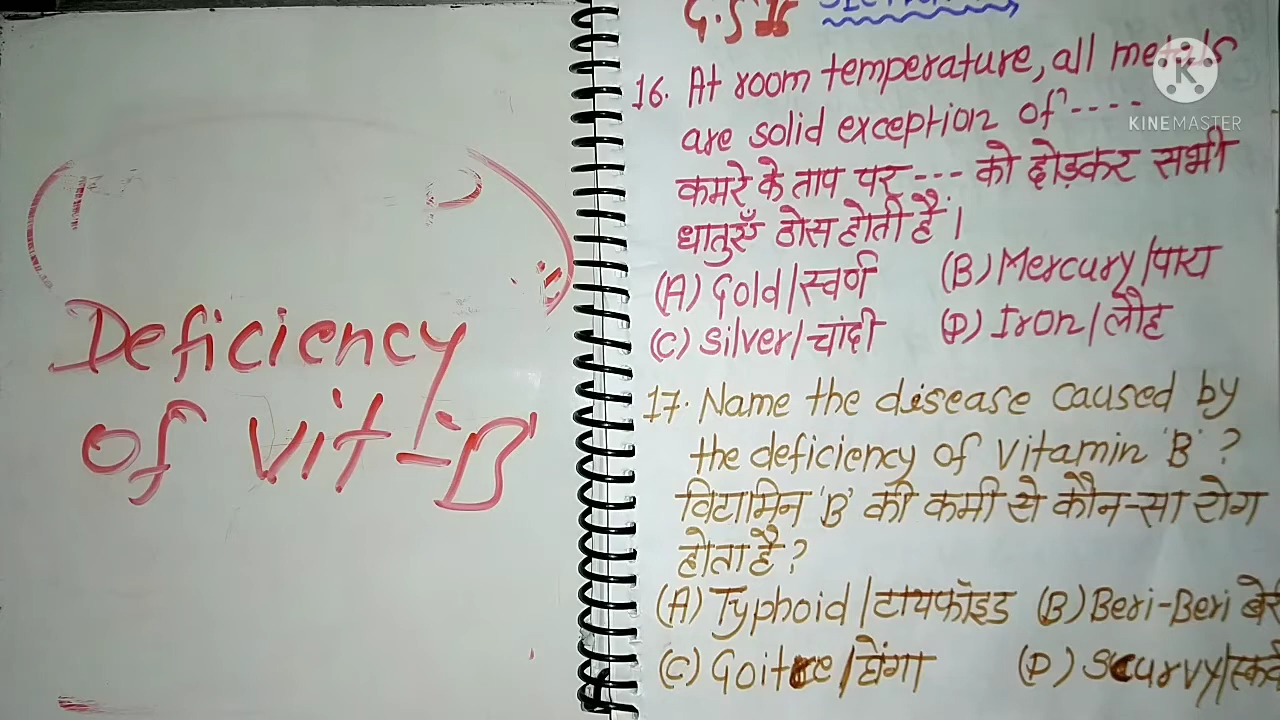 Deficiency
of Vit-B
G.S
16. At room temperature, all metals
are solid exception of ----
कमरे के ताप पर --- को छोड़कर सभी
धातुएँ ठोस होती हैं।
(A) Gold/स्वर्ण (B) Mercury/पारा
(C) Silver/चांदी (D) Iron/लौह
17. Name the disease caused by
the deficiency of Vitamin 'B' ?
विटामिन 'B' की कमी से कौन-सा रोग
होता है ?
(A) Typhoid/टायफॉइड (B) Beri-Beri
(C) Goitre/घेंगा (D) Scurvy/
K
KINEMASTER